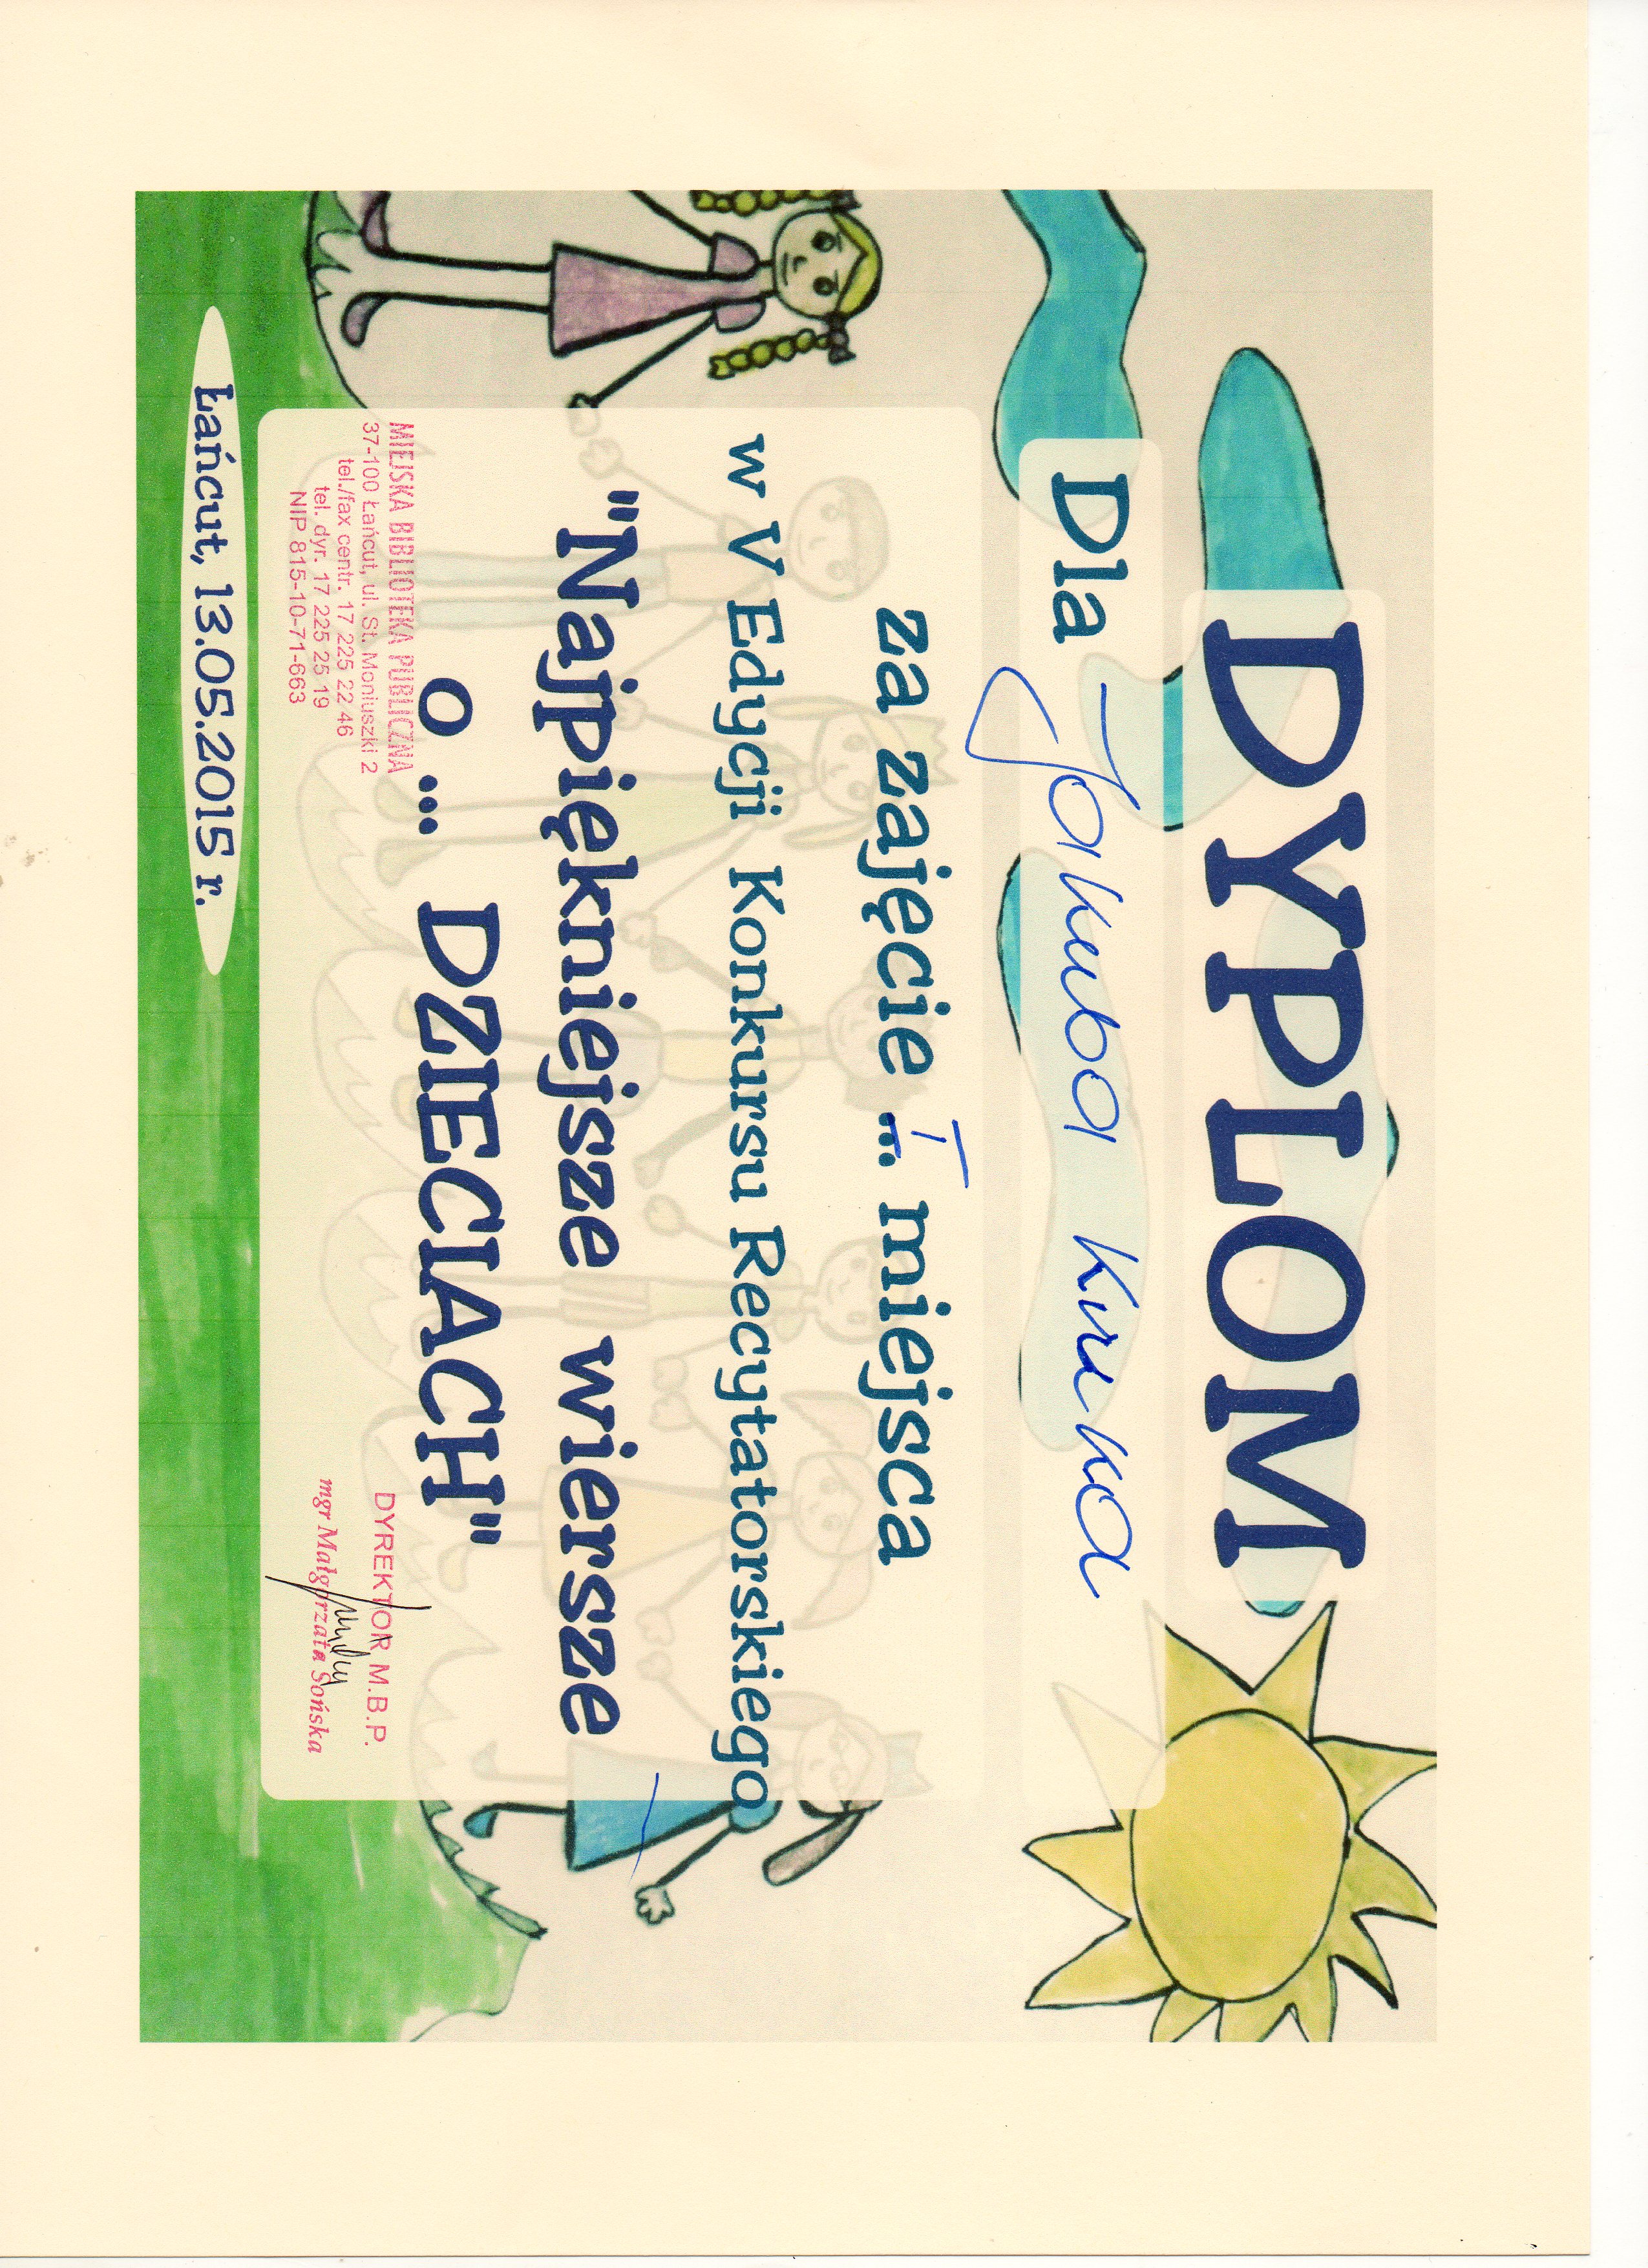 DYPLOM
Dla Jakuba Kruka
za zajęcie ... I miejsca
w V Edycji Konkursu Recytatorskiego
"Najpiękniejsze wiersze
o ... DZIECIACH"
MIEJSKA BIBLIOTEKA PUBLICZNA
37-100 Łańcut, ul. St. Moniuszki 2
tel./fax centr. 17 225 22 46
tel. dyr. 17 225 25 19
NIP 815-10-71-663
DYREKTOR M.B.P.
mgr Małgorzata Sońska
Łańcut, 13.05.2015 r.